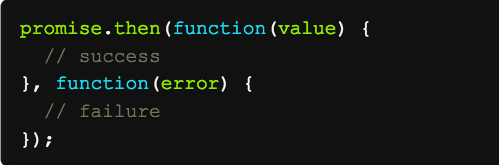 promise.then(function(value) {
  // success
}, function(error) {
  // failure
});